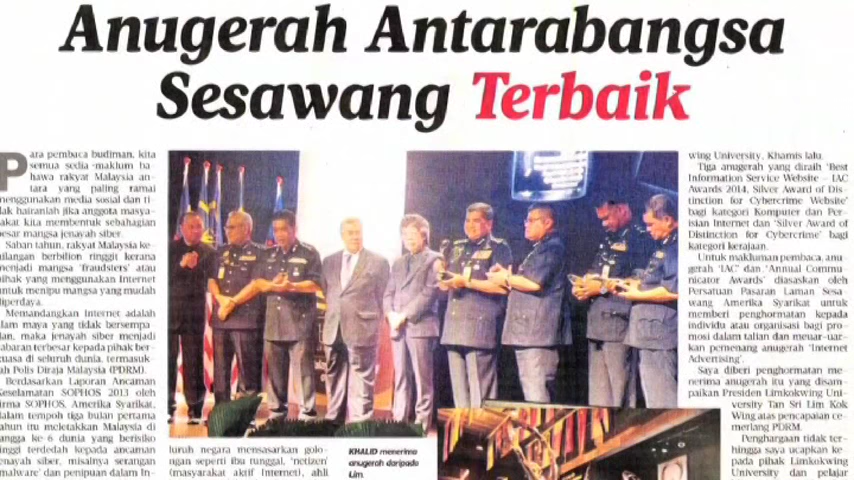 Anugerah Antarabangsa
Sesawang Terbaik
Para pembaca budiman, kita
semua sedia -maklum ba-
hawa rakyat Malaysia an-
tara yang paling ramai
menggunakan media sosial dan ti-
dak hairanlah jika anggota masya-
rakat kita membentuk sebahagian
besar mangsa jenayah siber.
Saban tahun, rakyat Malaysia ke-
hilangan berbilion ringgit kerana
menjadi mangsa 'fraudsters' atau
pihak yang menggunakan Internet
untuk menipu mangsa yang mudah
diperdaya.
Memandangkan Internet adalah
alam maya yang tidak bersempa-
dan, maka jenayah siber menjadi
cabaran terbesar kepada pihak ber-
kuasa di seluruh dunia, termasuk-
lah Polis Diraja Malaysia (PDRM).
Berdasarkan Laporan Ancaman
Keselamatan SOPHOS 2013 oleh
firma SOPHOS, Amerika Syarikat,
dalam tempoh tiga bulan pertama
tahun itu meletakkan Malaysia di
tangga ke-6 dunia yang berisiko
tinggi terdedah kepada ancaman
jenayah siber, misalnya serangan
'malware' dan penipuan dalam In-
luruh negara mensasarkan golo-
ngan seperti ibu tunggal, 'netizen'
(masyarakat aktif Internet), ahli
KHALID menerima
anugerah daripada
Lim.
wing University, Khamis lalu.
Tiga anugerah yang diraih 'Best
Information Service Website – IAC
Awards 2014, Silver Award of Dis-
tinction for Cybercrime Website'
bagi kategori Komputer dan Per-
isian Internet dan 'Silver Award of
Distinction for Cybercrime' bagi
kategori kerajaan.
Untuk makluman pembaca, anu-
gerah 'IAC' dan 'Annual Commu-
nicator Awards' diasaskan oleh
Persatuan Pasaran Laman Sesa-
wang Amerika Syarikat untuk
memberi penghormatan kepada
individu atau organisasi bagi pro-
mosi dalam talian dan meuar-uar-
kan pemenang anugerah 'Internet
Advertising'.
Saya diberi penghormatan me-
nerima anugerah itu yang disam-
paikan Presiden Limkokwing Uni-
versity Tan Sri Lim Kok
Wing atas pencapaian ce-
merlang PDRM.
Penghargaan tidak ter-
hingga saya ucapkan ke-
pada pihak Limkokwing
University dan pelajar